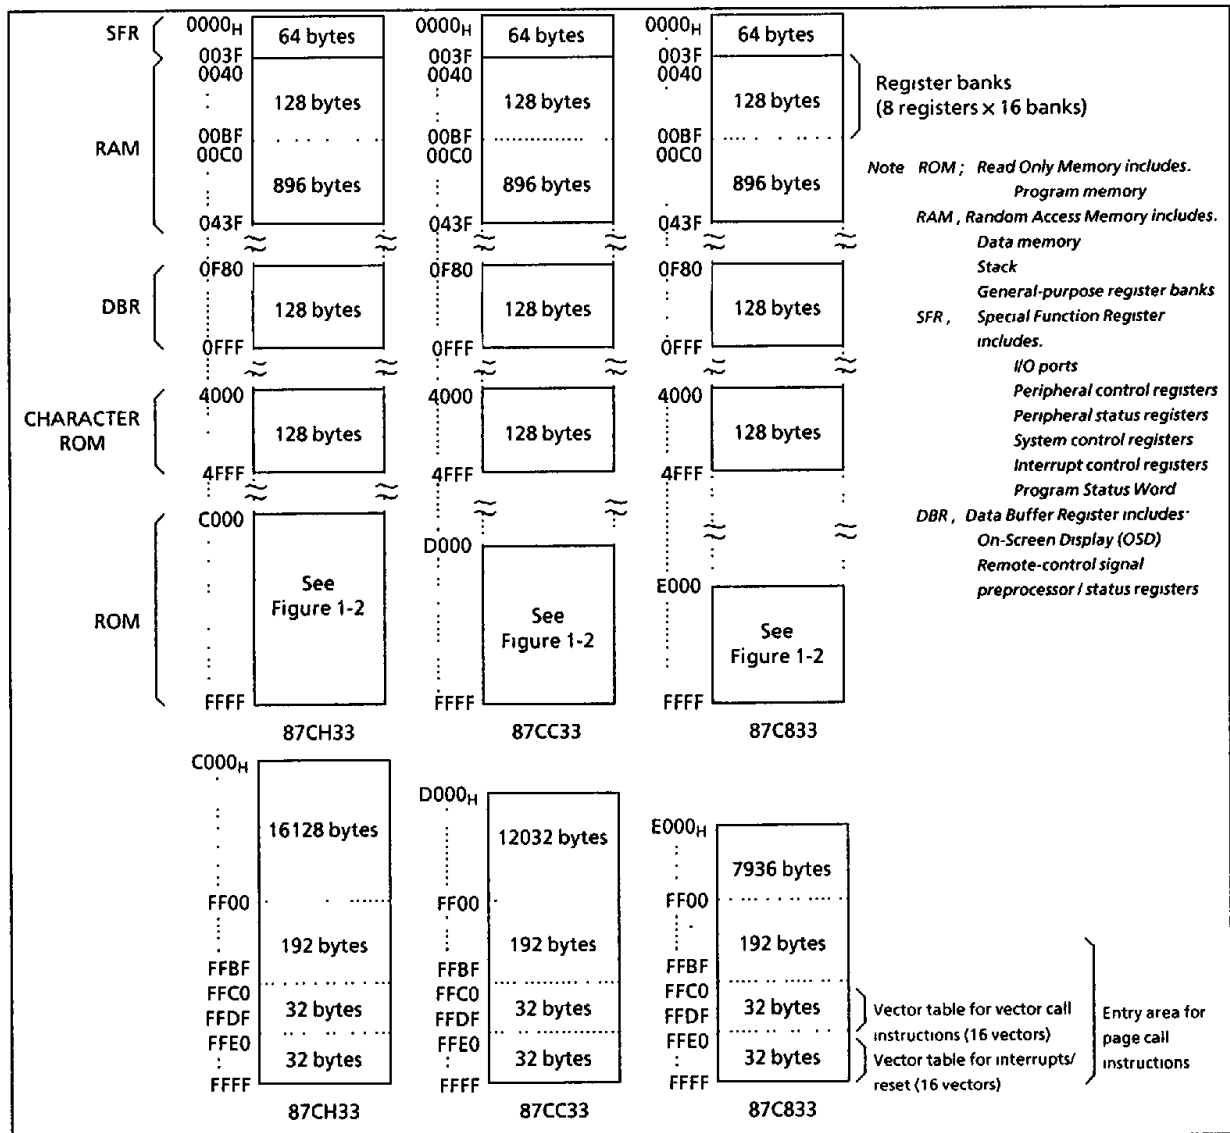 SFR
RAM
DBR
CHARACTER
ROM
ROM
0000H
003F
0040
00BF
00C0
043F
0F80
0FFF
4000
4FFF
C000
FFFF
64 bytes
128 bytes
896 bytes
128 bytes
128 bytes
See
Figure 1-2
87CH33
0000H
003F
0040
00BF
00C0
043F
0F80
0FFF
4000
4FFF
D000
FFFF
64 bytes
128 bytes
896 bytes
128 bytes
128 bytes
See
Figure 1-2
87CC33
0000H
003F
0040
00BF
00C0
043F
0F80
0FFF
4000
4FFF
E000
FFFF
64 bytes
128 bytes
896 bytes
128 bytes
128 bytes
See
Figure 1-2
87C833
Register banks
(8 registers × 16 banks)
Note ROM ; Read Only Memory includes.
Program memory
RAM , Random Access Memory includes.
Data memory
Stack
General-purpose register banks
SFR , Special Function Register
includes.
I/O ports
Peripheral control registers
Peripheral status registers
System control registers
Interrupt control registers
Program Status Word
DBR , Data Buffer Register includes·
On-Screen Display (OSD)
Remote-control signal
preprocessor / status registers
C000H
FF00
FFBF
FFC0
FFDF
FFE0
FFFF
16128 bytes
192 bytes
32 bytes
32 bytes
87CH33
D000H
FF00
FFBF
FFC0
FFDF
FFE0
FFFF
12032 bytes
192 bytes
32 bytes
32 bytes
87CC33
E000H
FF00
FFBF
FFC0
FFDF
FFE0
FFFF
7936 bytes
192 bytes
32 bytes
32 bytes
87C833
Vector table for vector call
instructions (16 vectors)
Vector table for interrupts/
reset (16 vectors)
Entry area for
page call
instructions